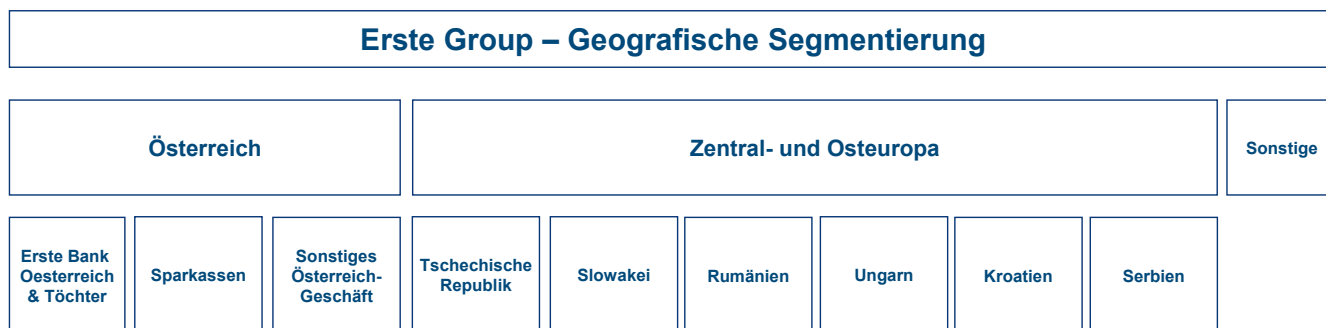 Erste Group – Geografische Segmentierung
Österreich
Zentral- und Osteuropa
Sonstige
Erste Bank
Oesterreich
& Töchter
Sparkassen
Sonstiges
Österreich-
Geschäft
Tschechische
Republik
Slowakei
Rumänien
Ungarn
Kroatien
Serbien